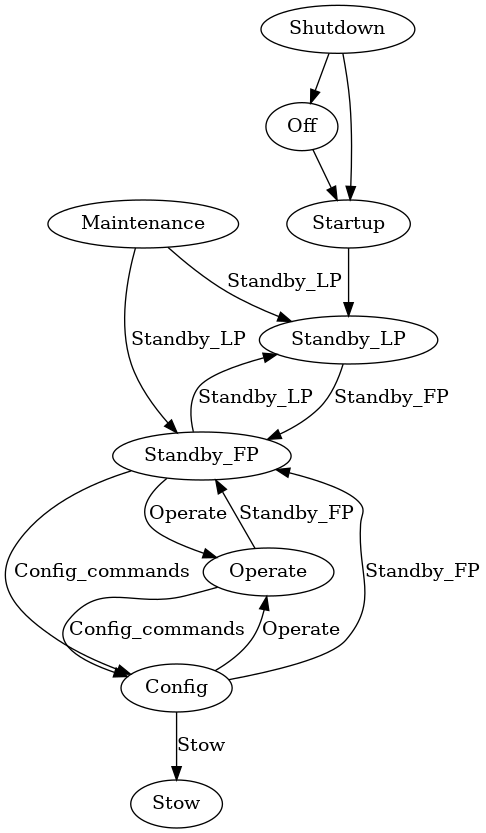 Shutdown
Off
Maintenance
Startup
Standby_LP
Standby_LP
Standby_LP
Standby_LP
Standby_FP
Standby_FP
Operate
Standby_FP
Config_commands
Operate
Standby_FP
Config_commands
Operate
Config
Stow
Stow